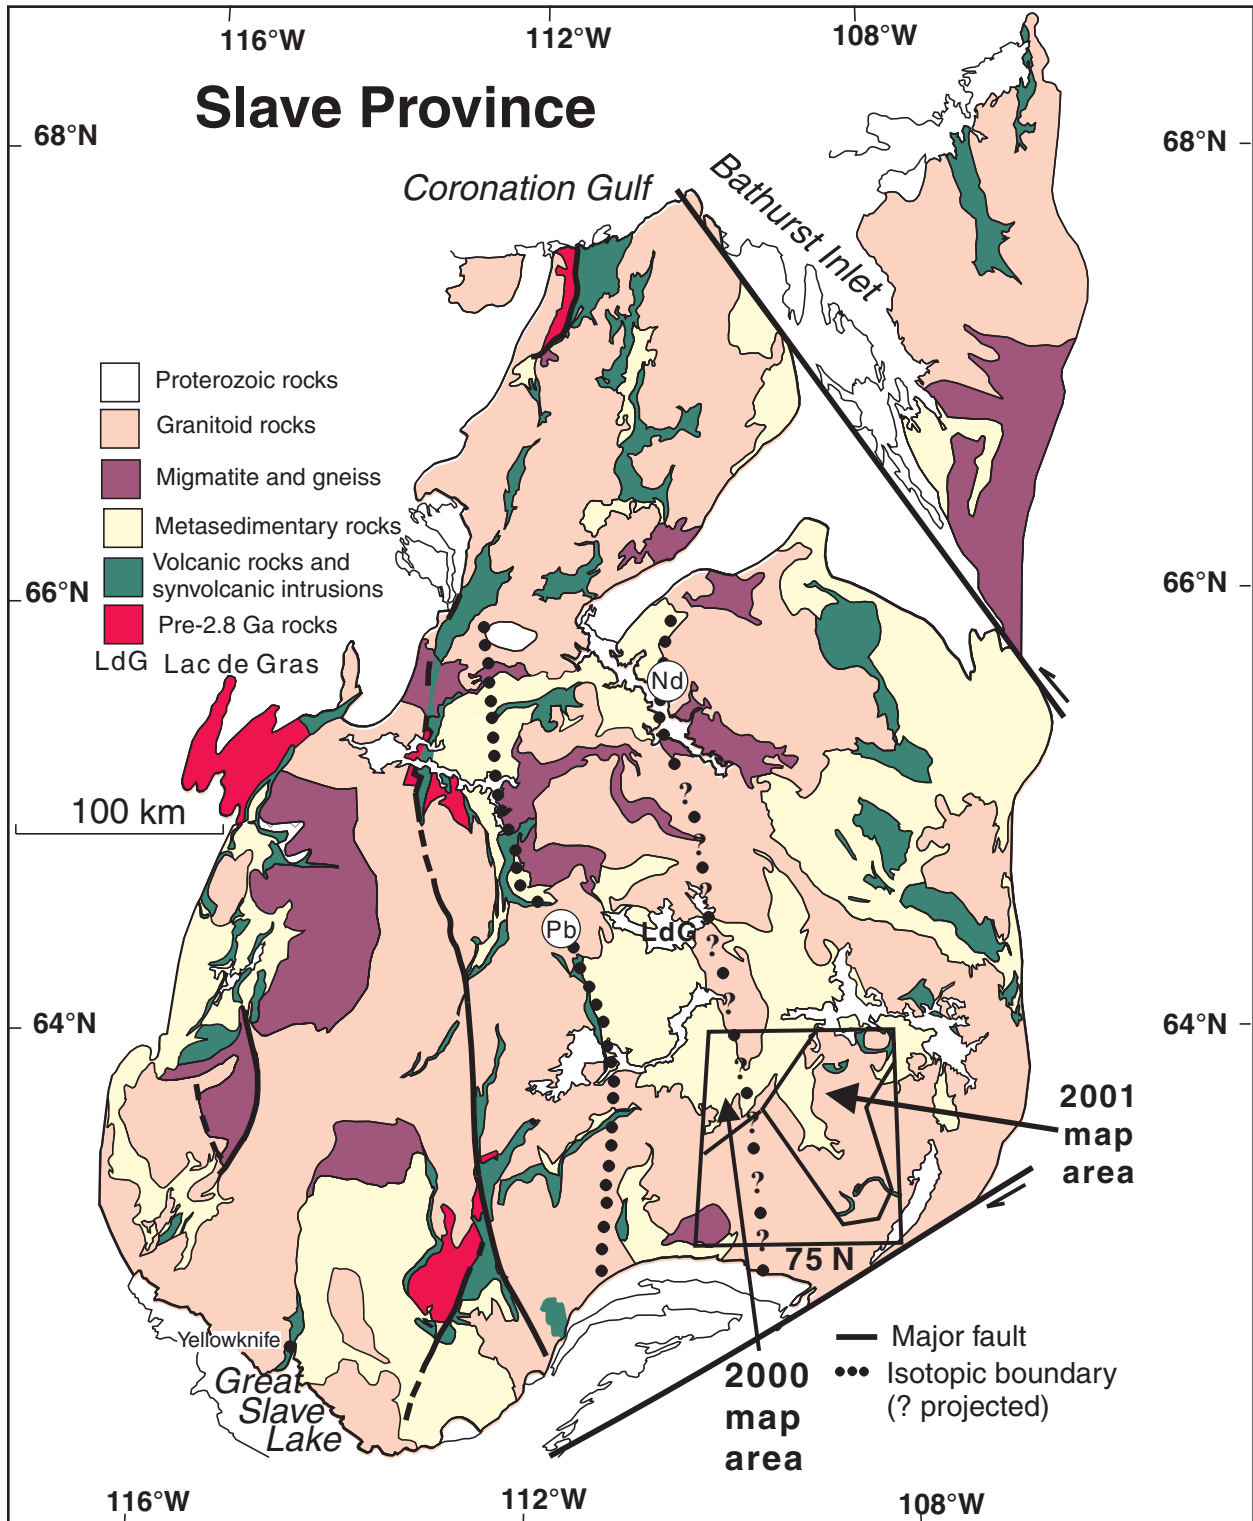 116°W
112°W
108°W
Slave Province
68°N
68°N
Coronation Gulf
Bathurst Inlet
Proterozoic rocks
Granitoid rocks
Migmatite and gneiss
Metasedimentary rocks
Volcanic rocks and
synvolcanic intrusions
Pre-2.8 Ga rocks
LdG Lac de Gras
66°N
66°N
Nd
100 km
?
?
?
Pb
LdG
?
?
64°N
64°N
?
?
2001
map
area
?
?
75 N
Yellowknife
Great
Slave
Lake
Major fault
Isotopic boundary
(? projected)
2000
map
area
116°W
112°W
108°W